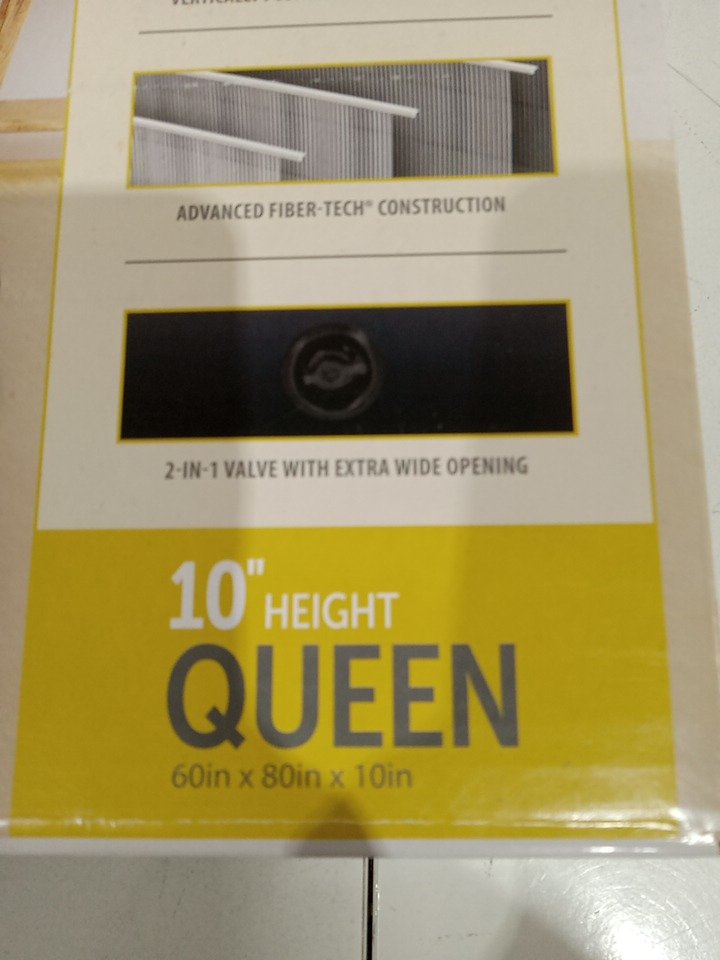 ADVANCED FIBER-TECH® CONSTRUCTION
2-IN-1 VALVE WITH EXTRA WIDE OPENING
10" HEIGHT
QUEEN
60in x 80in x 10in